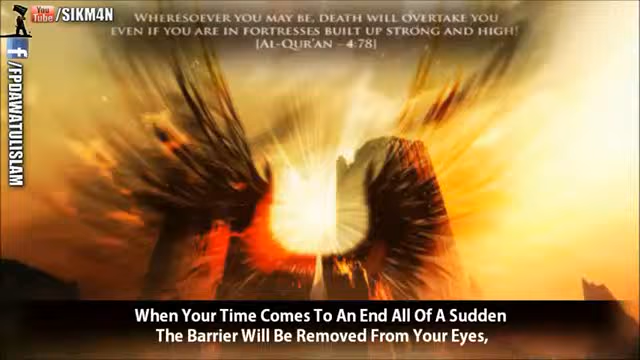 You Tube /SIKM4N
WHERESOEVER YOU MAY BE, DEATH WILL OVERTAKE YOU
EVEN IF YOU ARE IN FORTRESSES BUILT UP STRONG AND HIGH!
[AL-QUR'AN - 4:78]
f /FPDAWATULISLAM
When Your Time Comes To An End All Of A Sudden
The Barrier Will Be Removed From Your Eyes,